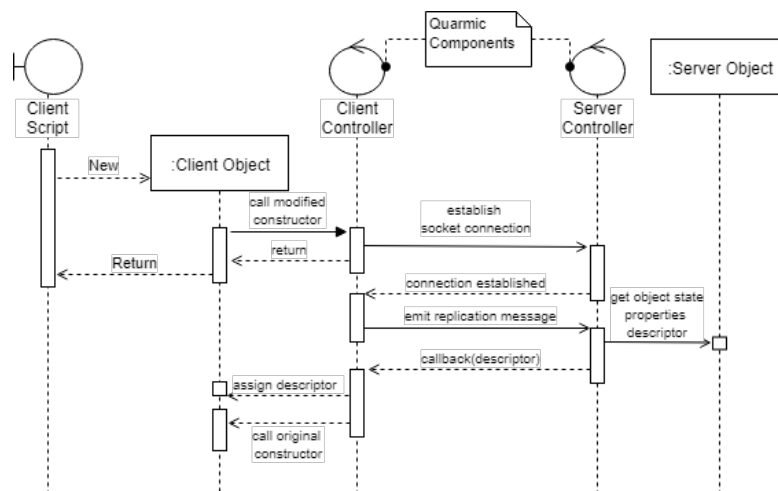 Quarmic
Components
:Server Object
Client
Script
Client
Controller
Server
Controller
New
:Client Object
call modified
constructor
establish
socket connection
return
Return
connection established
get object state
properties
descriptor
emit replication message
callback(descriptor)
assign descriptor
call original
constructor